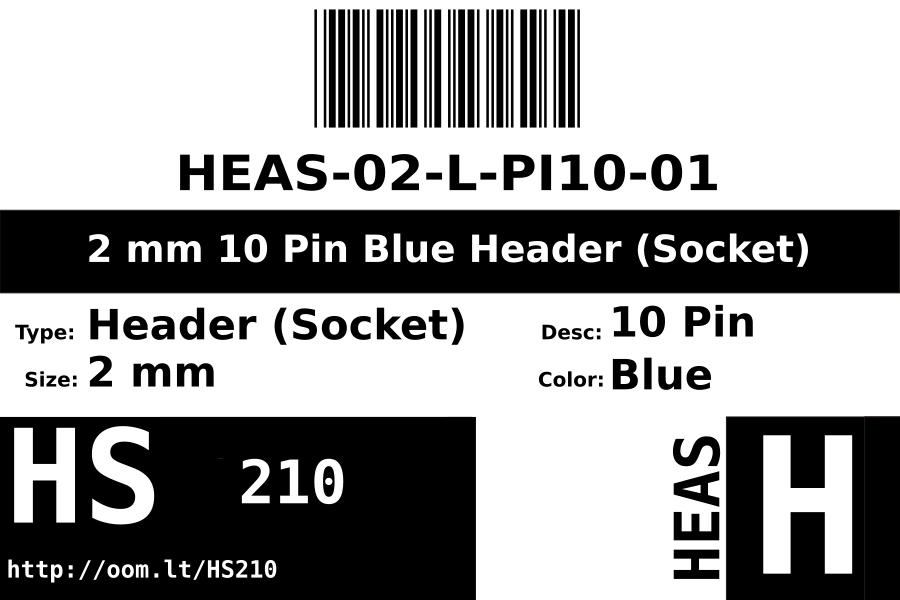 HEAS-02-L-PI10-01
2 mm 10 Pin Blue Header (Socket)
Type: Header (Socket)
Desc: 10 Pin
Size: 2 mm
Color: Blue
HS 210
http://oom.lt/HS210
HEAS
H